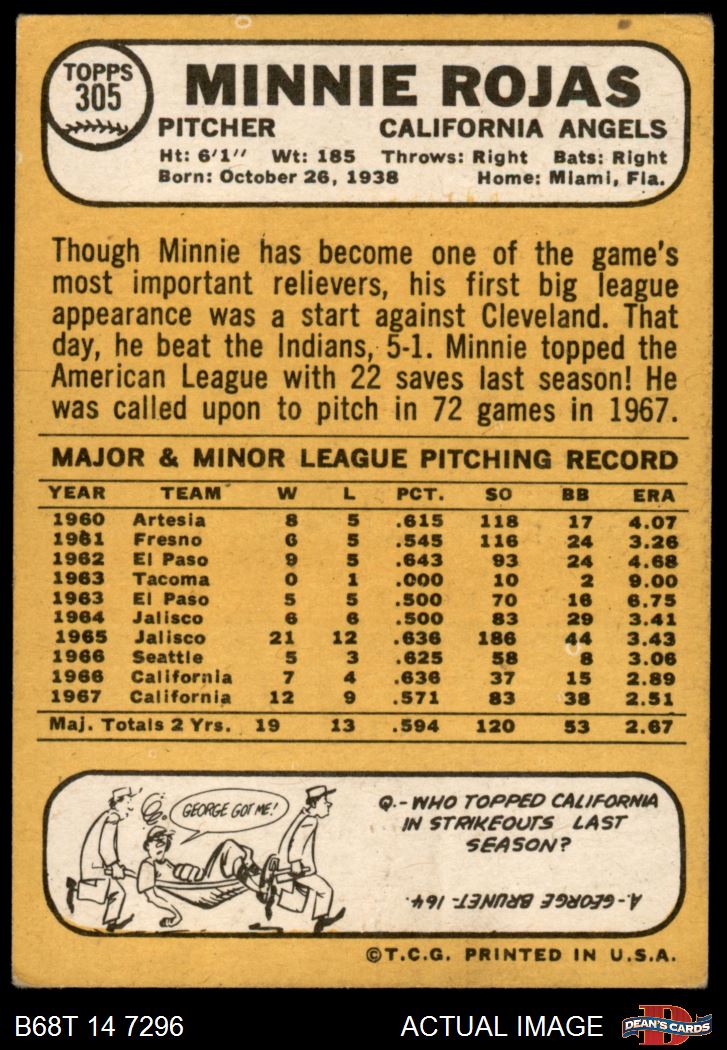 TOPPS
305
MINNIE ROJAS
PITCHER CALIFORNIA ANGELS
Ht: 6'1" Wt: 185 Throws: Right Bats: Right
Born: October 26, 1938 Home: Miami, Fla.
Though Minnie has become one of the game's
most important relievers, his first big league
appearance was a start against Cleveland. That
day, he beat the Indians, 5-1. Minnie topped the
American League with 22 saves last season! He
was called upon to pitch in 72 games in 1967.
MAJOR & MINOR LEAGUE PITCHING RECORD
YEAR TEAM W L PCT. SO BB ERA
1960 Artesia 8 5 .615 118 17 4.07
1961 Fresno 6 5 .545 116 24 3.26
1962 El Paso 9 5 .643 93 24 4.68
1963 Tacoma 0 1 .000 10 2 9.00
1963 El Paso 5 5 .500 70 16 6.75
1964 Jalisco 6 6 .500 83 29 3.41
1965 Jalisco 21 12 .636 186 44 3.43
1966 Seattle 5 3 .625 58 8 3.06
1966 California 7 4 .636 37 15 2.89
1967 California 12 9 .571 83 38 2.51
Maj. Totals 2 Yrs. 19 13 .594 120 53 2.67
GEORGE GOT ME!
Q.-WHO TOPPED CALIFORNIA
IN STRIKEOUTS LAST
SEASON?
A-GEORGE BRUNET-164.
©T.C.G. PRINTED IN U.S.A.
B68T 14 7296 ACTUAL IMAGE
D
DEAN'S CARDS